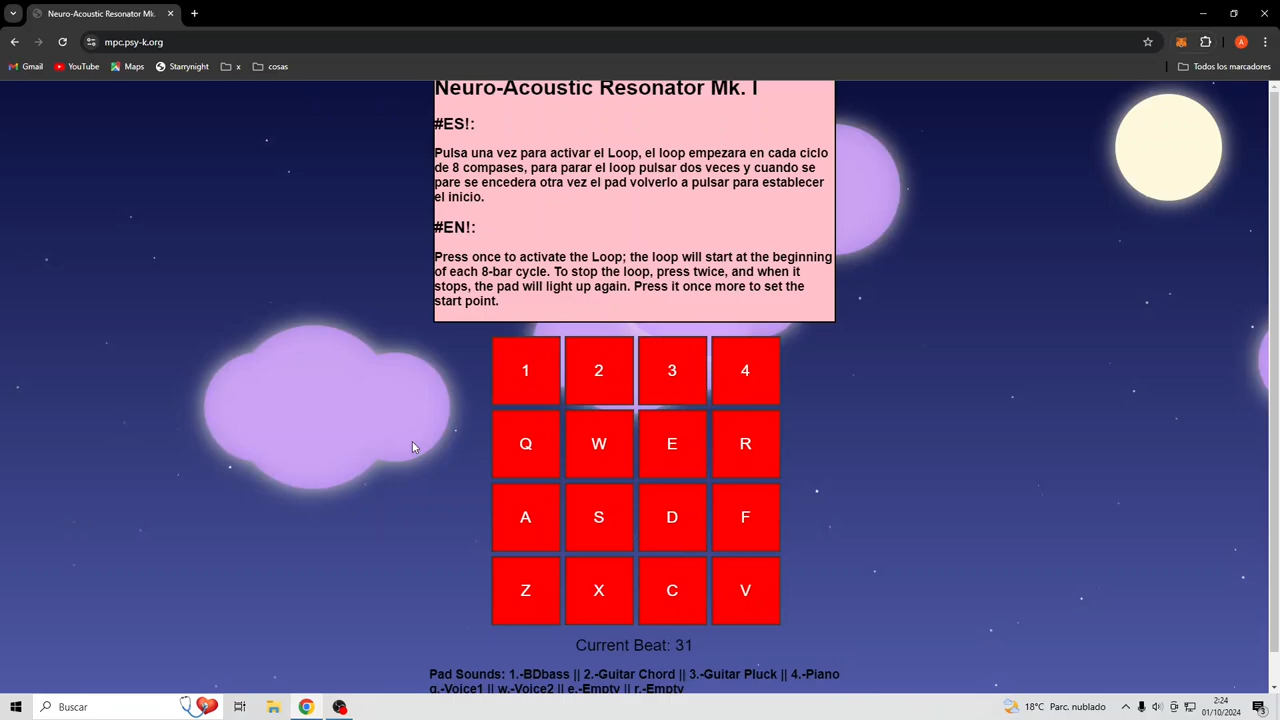 Neuro-Acoustic Resonator Mk.
mpc.psy-k.org
Gmail YouTube Maps Starrynight x cosas Todos los marcadores
Neuro-Acoustic Resonator Mk. I
#ES!:
Pulsa una vez para activar el Loop, el loop empezara en cada ciclo
de 8 compases, para parar el loop pulsar dos veces y cuando se
pare se encedera otra vez el pad volverlo a pulsar para establecer
el inicio.
#EN!:
Press once to activate the Loop; the loop will start at the beginning
of each 8-bar cycle. To stop the loop, press twice, and when it
stops, the pad will light up again. Press it once more to set the
start point.
1 2 3 4
Q W E R
A S D F
Z X C V
Current Beat: 31
Pad Sounds: 1.-BDbass || 2.-Guitar Chord || 3.-Guitar Pluck || 4.-Piano
q.-Voice1 || w.-Voice2 || e.-Empty || r.-Empty
Buscar
18°C Parc. nublado
2:24
01/10/2024
3
A